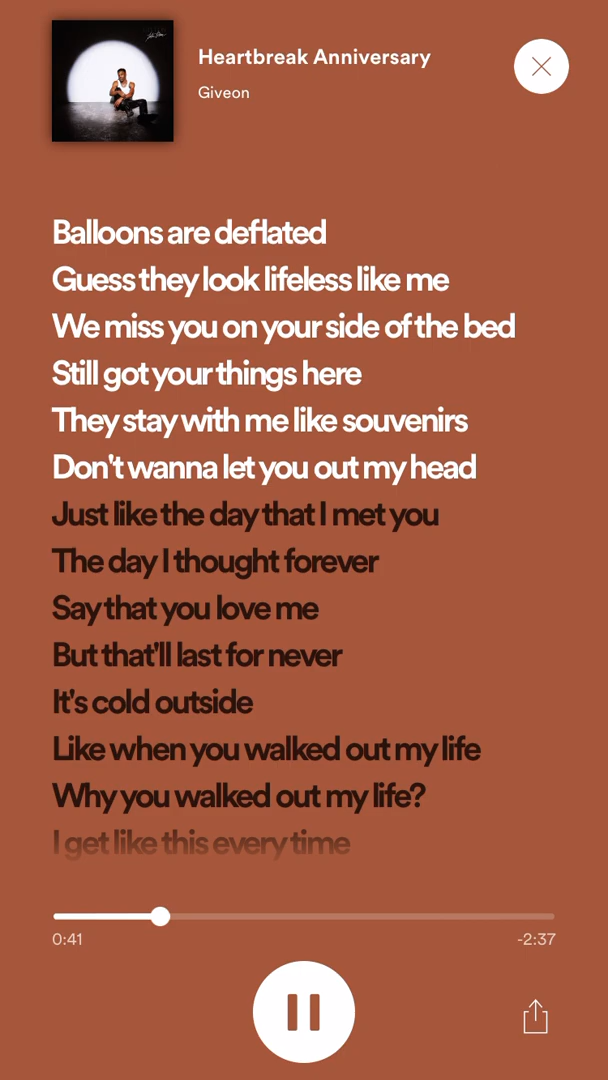 Heartbreak Anniversary
Giveon
Balloons are deflated
Guess they look lifeless like me
We miss you on your side of the bed
Still got your things here
They stay with me like souvenirs
Don't wanna let you out my head
Just like the day that I met you
The day I thought forever
Say that you love me
But that'll last for never
It's cold outside
Like when you walked out my life
Why you walked out my life?
I get like this every time
0:41
-2:37